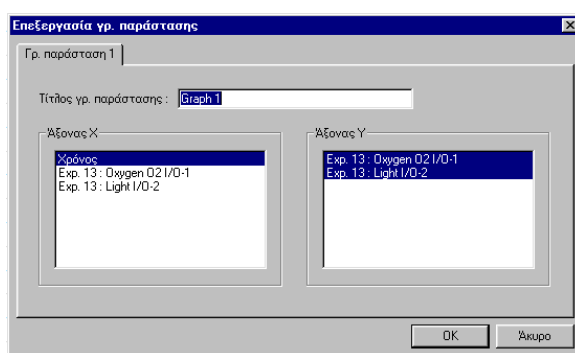 Επεξεργασία γρ. παράστασης
Γρ. παράσταση 1
Τίτλος γρ. παράστασης : Graph 1
Άξονας X
Χρόνος
Exp. 13 : Oxygen O2 I/O-1
Exp. 13 : Light I/O-2
Άξονας Y
Exp. 13 : Oxygen O2 I/O-1
Exp. 13 : Light I/O-2
OK Άκυρο